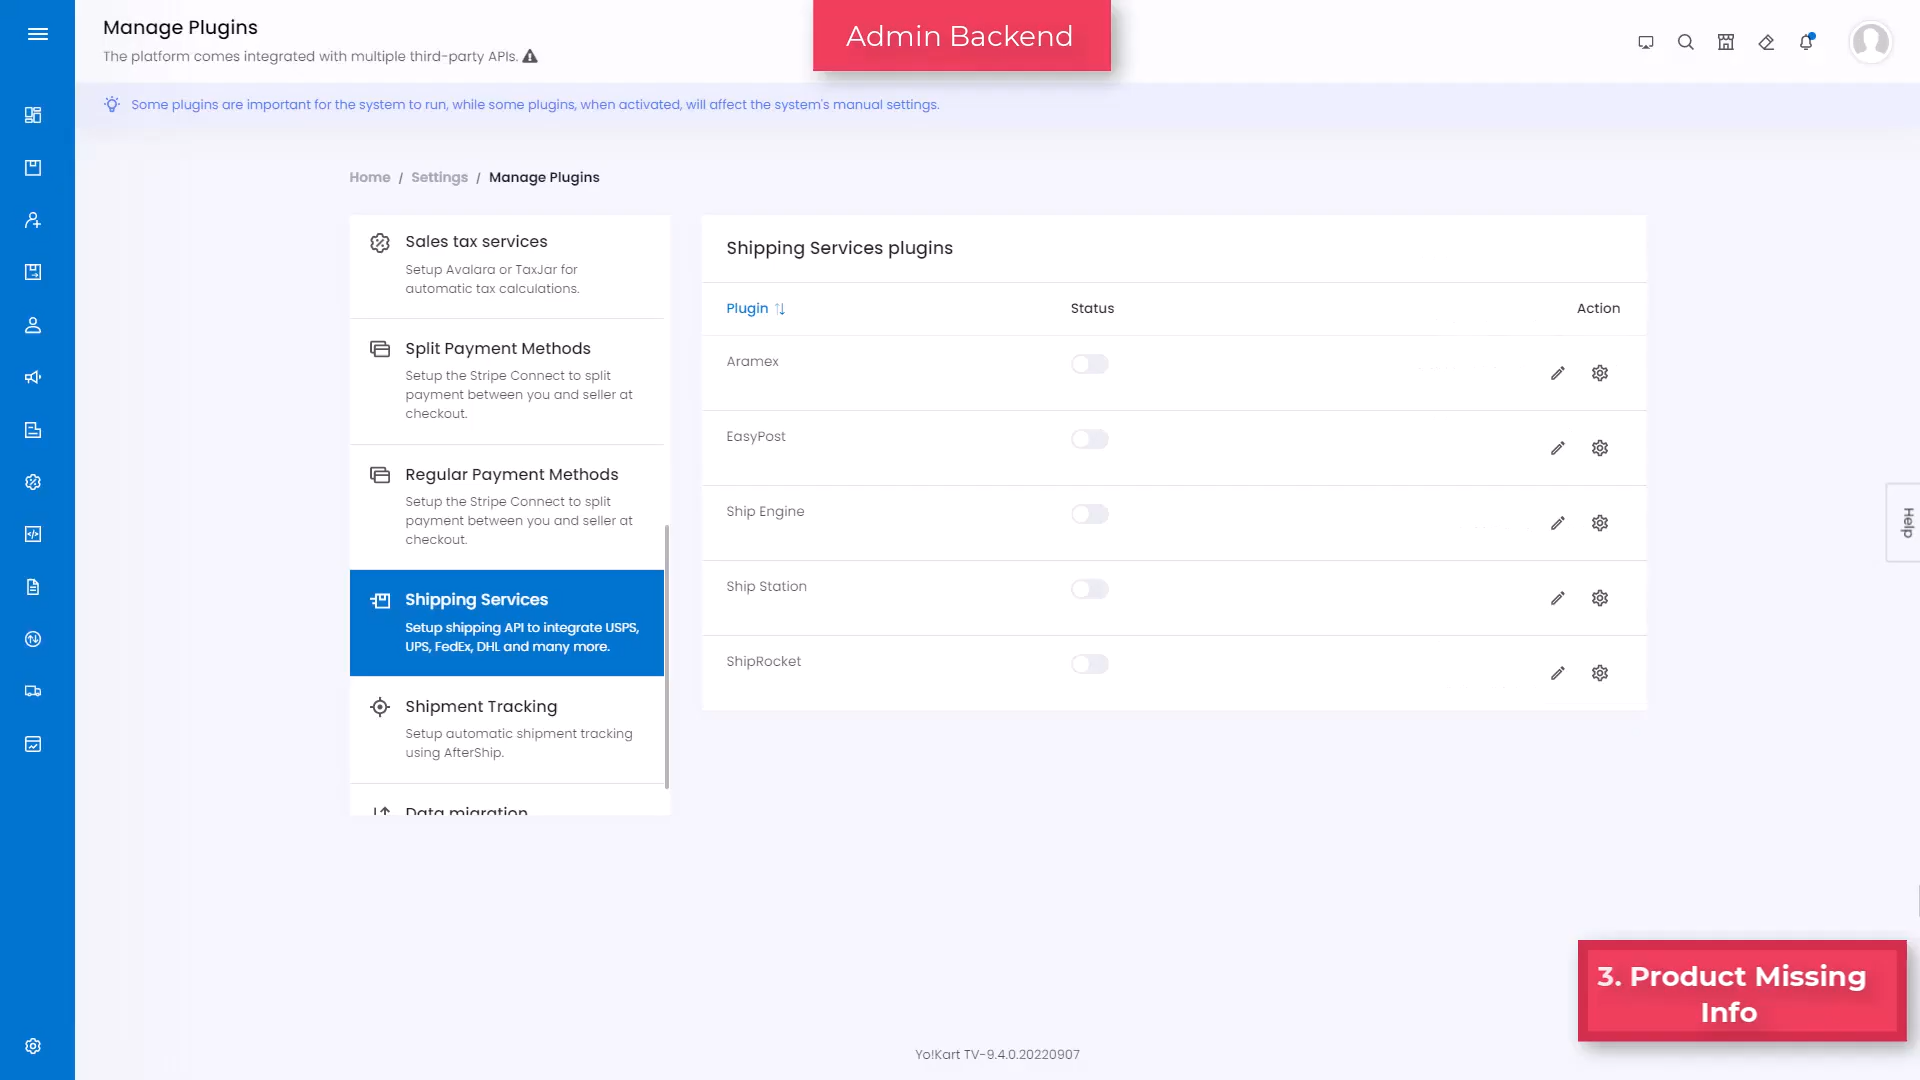 Manage Plugins
The platform comes integrated with multiple third-party APIs.
Admin Backend
Some plugins are important for the system to run, while some plugins, when activated, will affect the system's manual settings.
Home / Settings / Manage Plugins
Sales tax services
Setup Avalara or TaxJar for
automatic tax calculations.
Split Payment Methods
Setup the Stripe Connect to split
payment between you and seller at
checkout.
Regular Payment Methods
Setup the Stripe Connect to split
payment between you and seller at
checkout.
Shipping Services
Setup shipping API to integrate USPS,
UPS, FedEx, DHL and many more.
Shipment Tracking
Setup automatic shipment tracking
using AfterShip.
Data migration
Shipping Services plugins
Plugin Status Action
Aramex
EasyPost
Ship Engine
Ship Station
ShipRocket
Help
3. Product Missing
Info
Yo!Kart TV-9.4.0.20220907